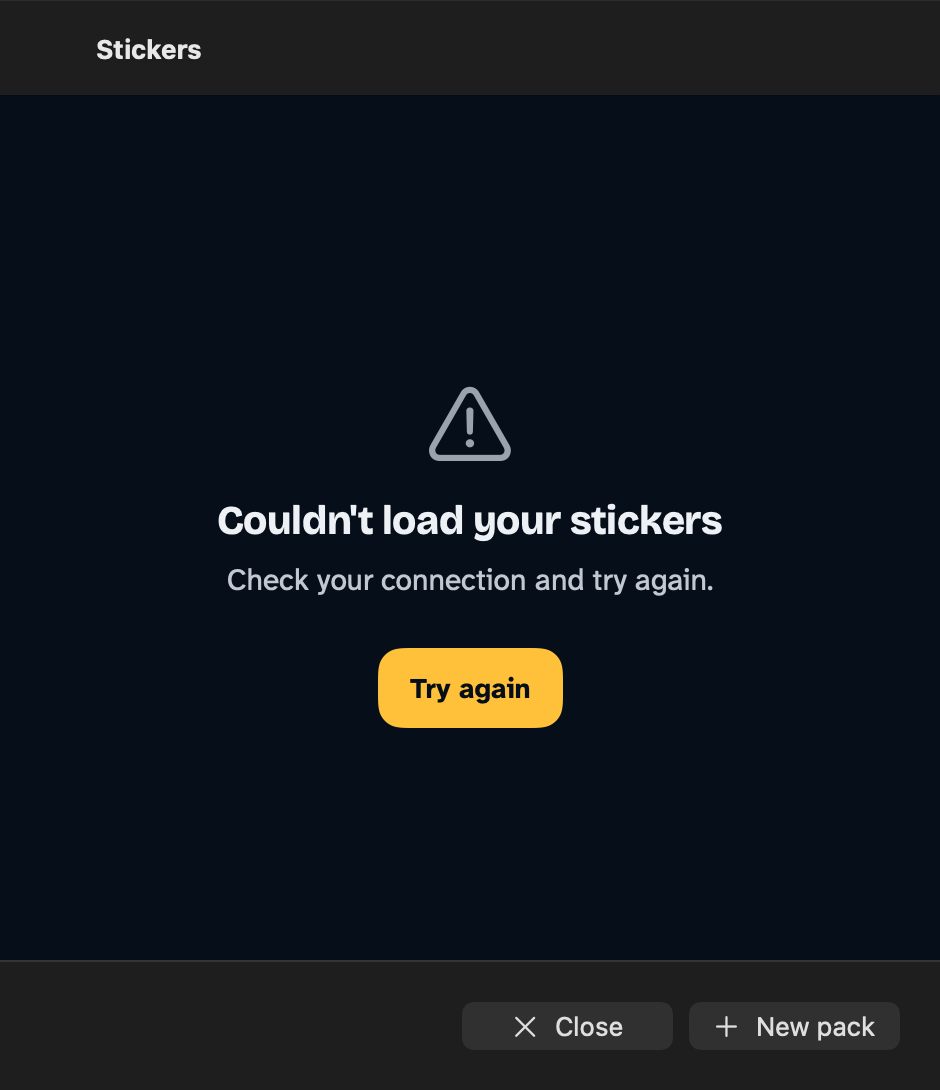 Stickers
Couldn't load your stickers
Check your connection and try again.
Try again
Close
New pack